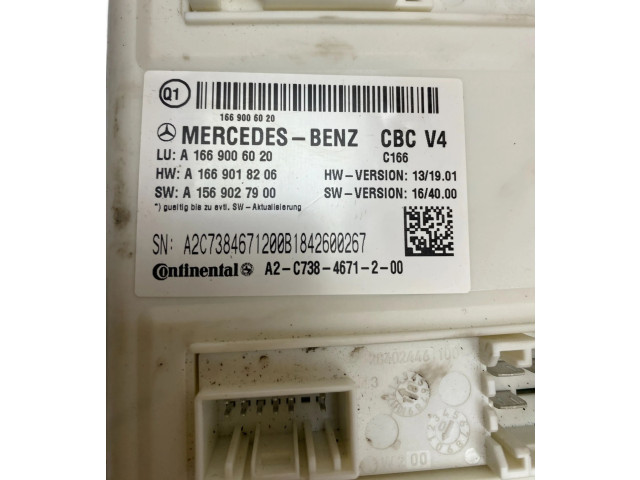 Q1
166 900 60 20
MERCEDES-BENZ CBC V4
LU: A 166 900 60 20 C166
HW: A 166 901 82 06 HW-VERSION: 13/19.01
SW: A 156 902 79 00 SW-VERSION: 16/40.00
*) gueltig bis zu evtl. SW-Aktualisierung
SN: A2C7384671200B1842600267
Continental A2-C738-4671-2-00
3